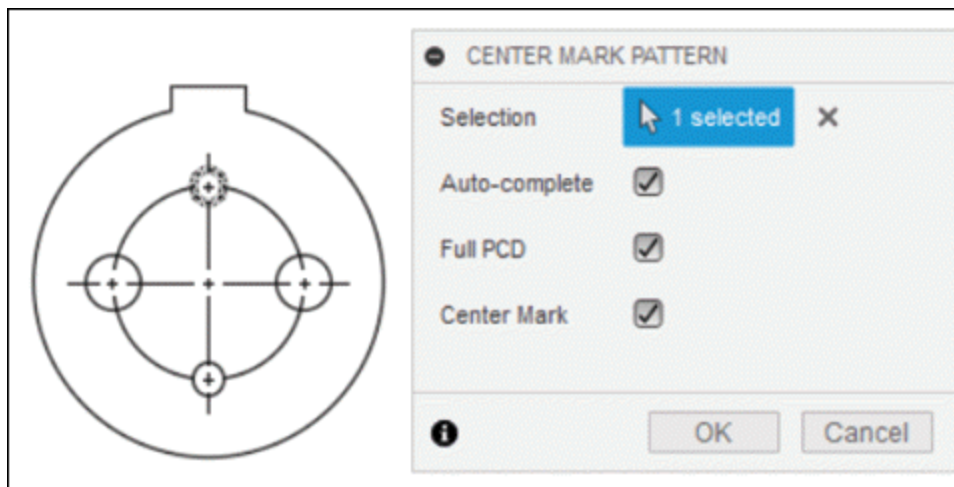 CENTER MARK PATTERN
Selection 1 selected
Auto-complete
Full PCD
Center Mark
OK Cancel